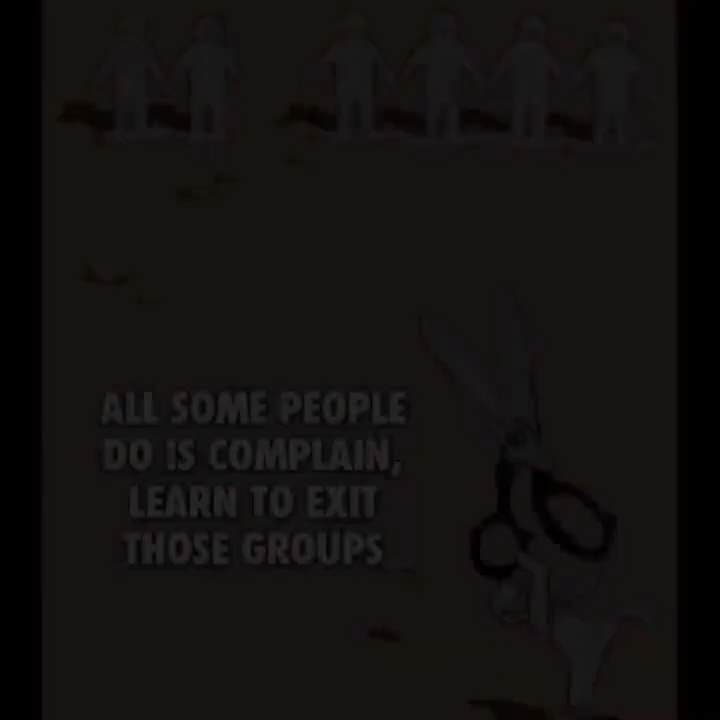 ALL SOME PEOPLE
DO IS COMPLAIN,
LEARN TO EXIT
THOSE GROUPS